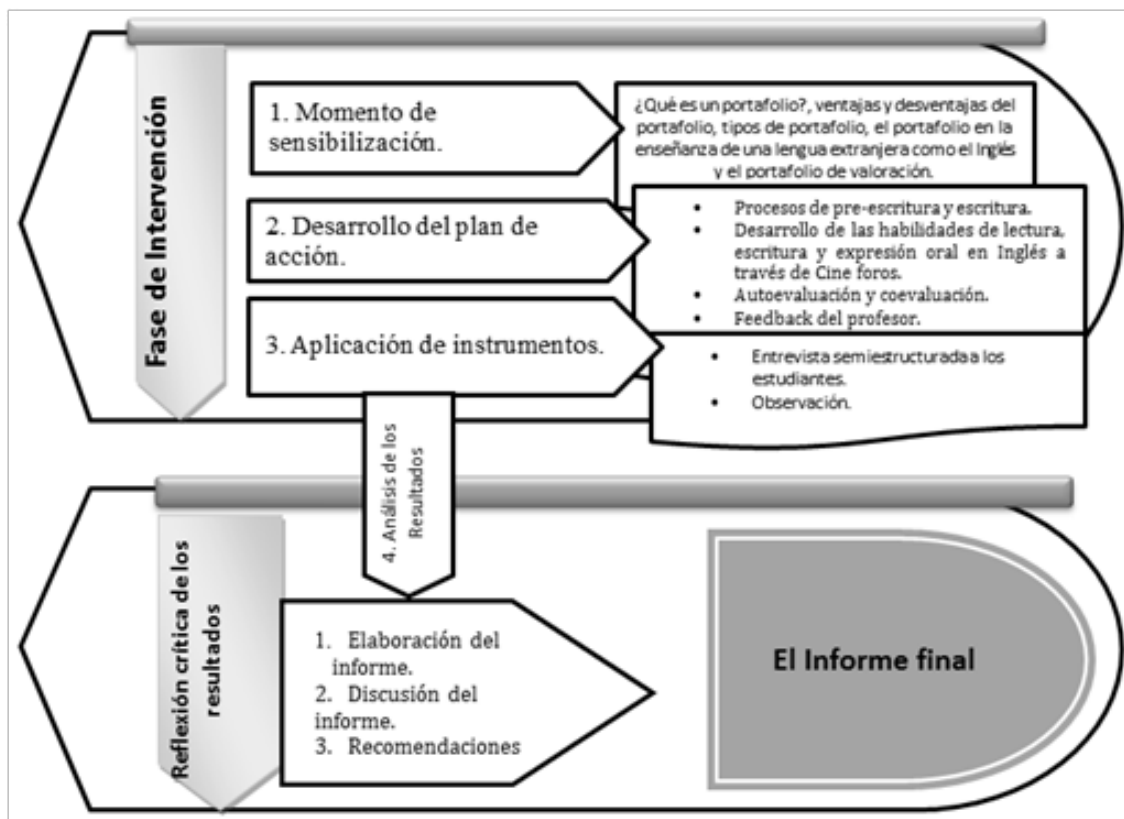 Fase de Intervención
1. Momento de
sensibilización.
¿Qué es un portafolio?, ventajas y desventajas del
portafolio, tipos de portafolio, el portafolio en la
enseñanza de una lengua extranjera como el Inglés
y el portafolio de valoración.
2. Desarrollo del plan de
acción.
• Procesos de pre-escritura y escritura.
• Desarrollo de las habilidades de lectura,
escritura y expresión oral en Inglés a
través de Cine foros.
• Autoevaluación y coevaluación.
• Feedback del profesor.
3. Aplicación de instrumentos.
• Entrevista semiestructurada a los
estudiantes.
• Observación.
4. Análisis de los
Resultados
Reflexión crítica de los
resultados
1. Elaboración del
informe.
2. Discusión del
informe.
3. Recomendaciones
El Informe final